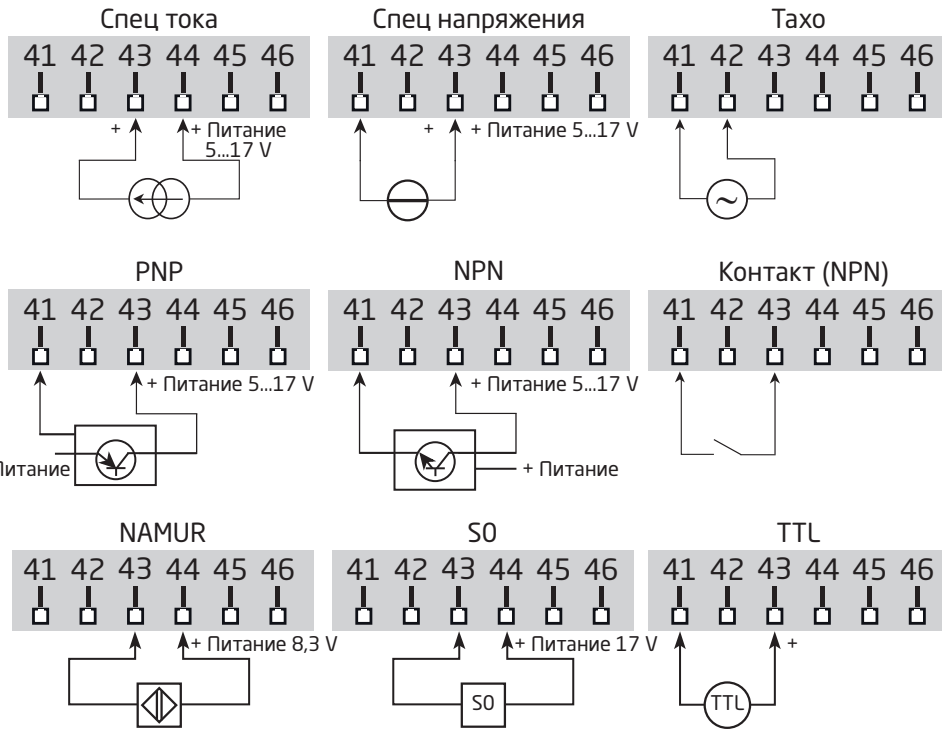 Спец тока
41 42 43 44 45 46
+
+ Питание
5...17 V
Спец напряжения
41 42 43 44 45 46
+
+ Питание 5...17 V
Тахо
41 42 43 44 45 46
~
PNP
41 42 43 44 45 46
+ Питание 5...17 V
Питание
NPN
41 42 43 44 45 46
+ Питание 5...17 V
+ Питание
Контакт (NPN)
41 42 43 44 45 46
NAMUR
41 42 43 44 45 46
+ Питание 8,3 V
S0
41 42 43 44 45 46
+ Питание 17 V
S0
TTL
41 42 43 44 45 46
+
TTL